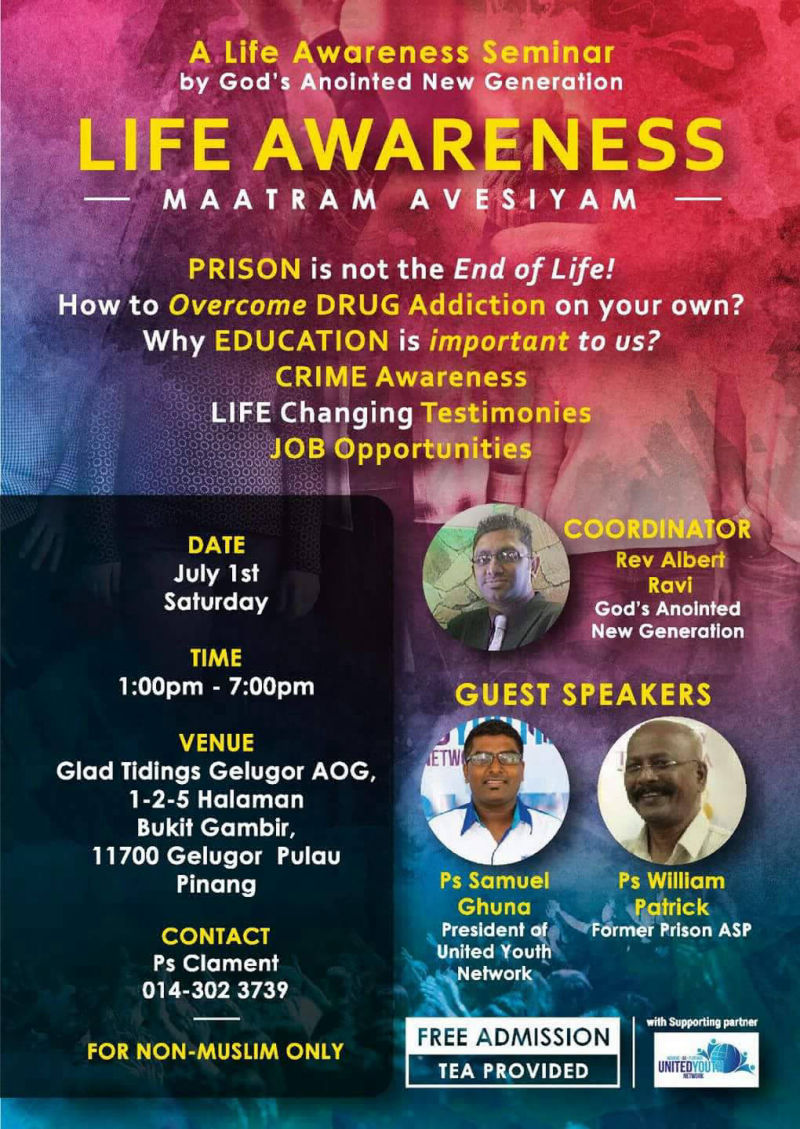 A Life Awareness Seminar
by God's Anointed New Generation
LIFE AWARENESS
MAATRAM AVESIYAM
PRISON is not the End of Life!
How to Overcome DRUG Addiction on your own?
Why EDUCATION is important to us?
CRIME Awareness
LIFE Changing Testimonies
JOB Opportunities
DATE
July 1st
Saturday
TIME
1:00pm - 7:00pm
VENUE
Glad Tidings Gelugor AOG,
1-2-5 Halaman
Bukit Gambir,
11700 Gelugor Pulau
Pinang
CONTACT
Ps Clament
014-302 3739
FOR NON-MUSLIM ONLY
COORDINATOR
Rev Albert
Ravi
God's Anointed
New Generation
GUEST SPEAKERS
Ps Samuel
Ghuna
President of
United Youth
Network
Ps William
Patrick
Former Prison ASP
FREE ADMISSION
TEA PROVIDED
with Supporting partner
UNITEDYOUTH
NETWORK